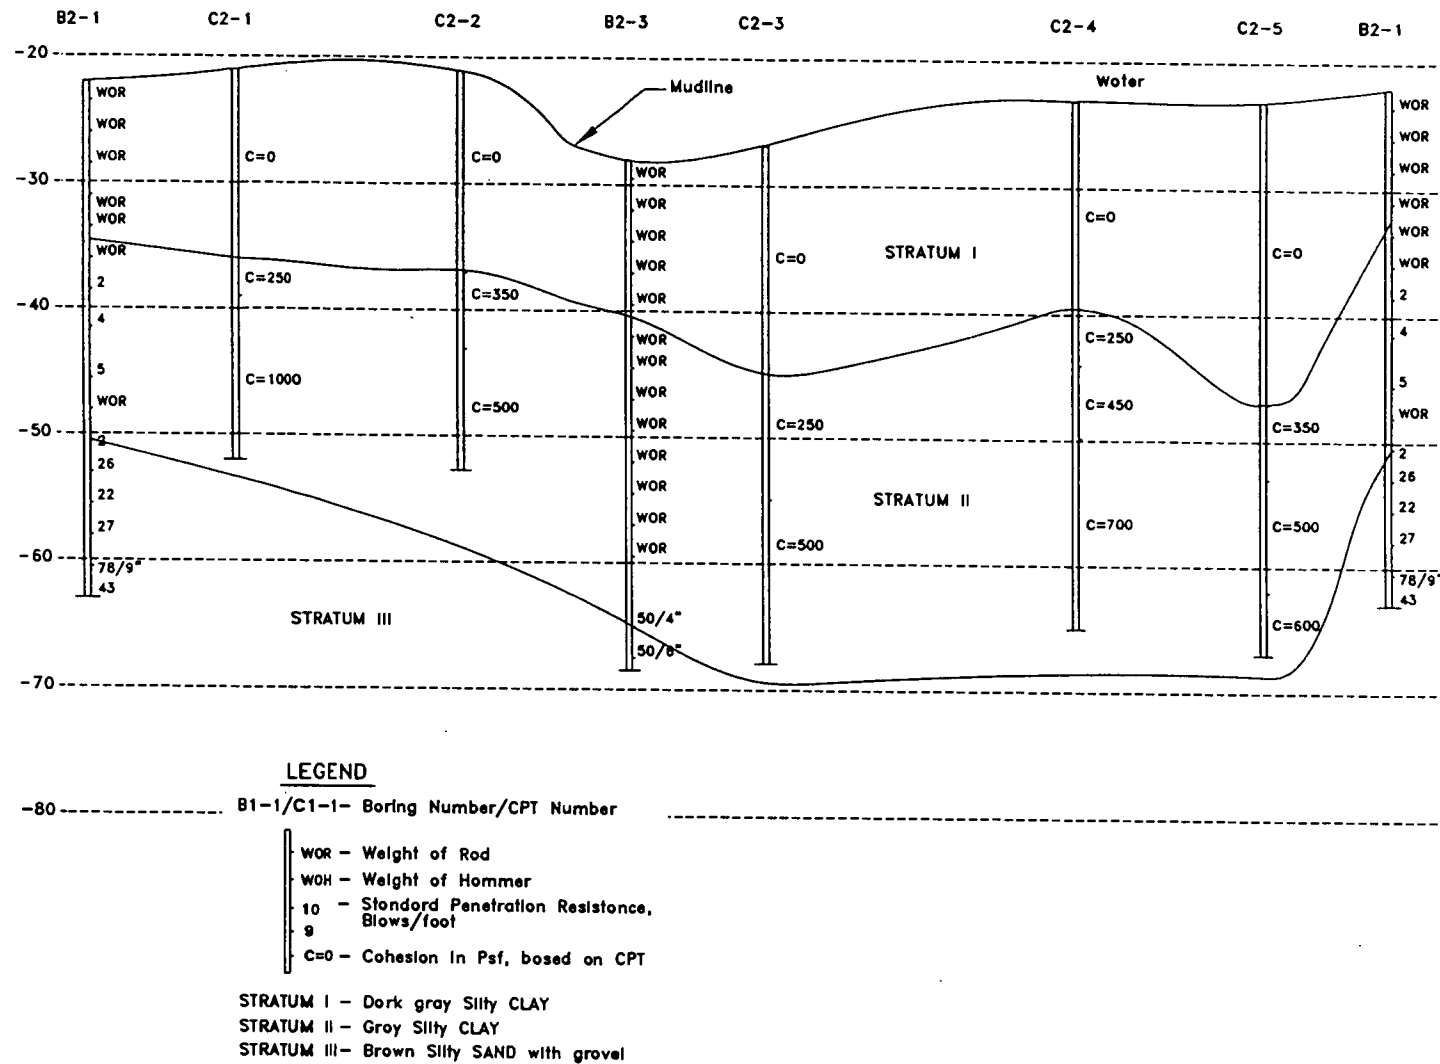 B2-1 C2-1 C2-2 B2-3 C2-3 C2-4 C2-5 B2-1
-20
Mudline
Water
WOR
WOR
WOR
WOR
WOR
WOR
2
4
5
WOR
2
26
22
27
78/9"
43
C=0
C=250
C=1000
C=0
C=350
C=500
WOR
WOR
WOR
WOR
WOR
WOR
WOR
WOR
WOR
WOR
WOR
WOR
WOR
50/4"
50/6"
C=0
C=250
C=500
C=0
C=250
C=450
C=700
C=0
C=350
C=500
C=600
WOR
WOR
WOR
WOR
WOR
WOR
2
4
5
WOR
2
26
22
27
78/9"
43
-30
STRATUM I
-40
-50
STRATUM II
-60
STRATUM III
-70
-80
LEGEND
B1-1/C1-1- Boring Number/CPT Number
WOR - Weight of Rod
WOH - Weight of Hammer
10 - Standard Penetration Resistance,
9 Blows/foot
C=0 - Cohesion in Psf, based on CPT
STRATUM I - Dark gray Silty CLAY
STRATUM II - Gray Silty CLAY
STRATUM III- Brown Silty SAND with gravel